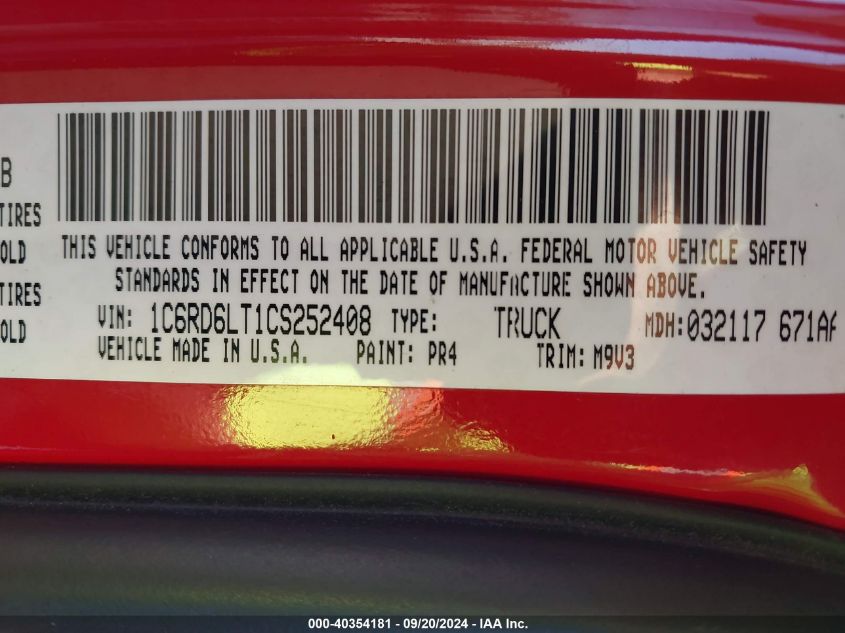 B
TIRES
OLD
TIRES
OLD
THIS VEHICLE CONFORMS TO ALL APPLICABLE U.S.A. FEDERAL MOTOR VEHICLE SAFETY
STANDARDS IN EFFECT ON THE DATE OF MANUFACTURE SHOWN ABOVE.
VIN: 1C6RD6LT1CS252408 TYPE: TRUCK MDH:032117 671AA
VEHICLE MADE IN U.S.A. PAINT: PR4 TRIM: M9V3
000-40354181 - 09/20/2024 - IAA Inc.